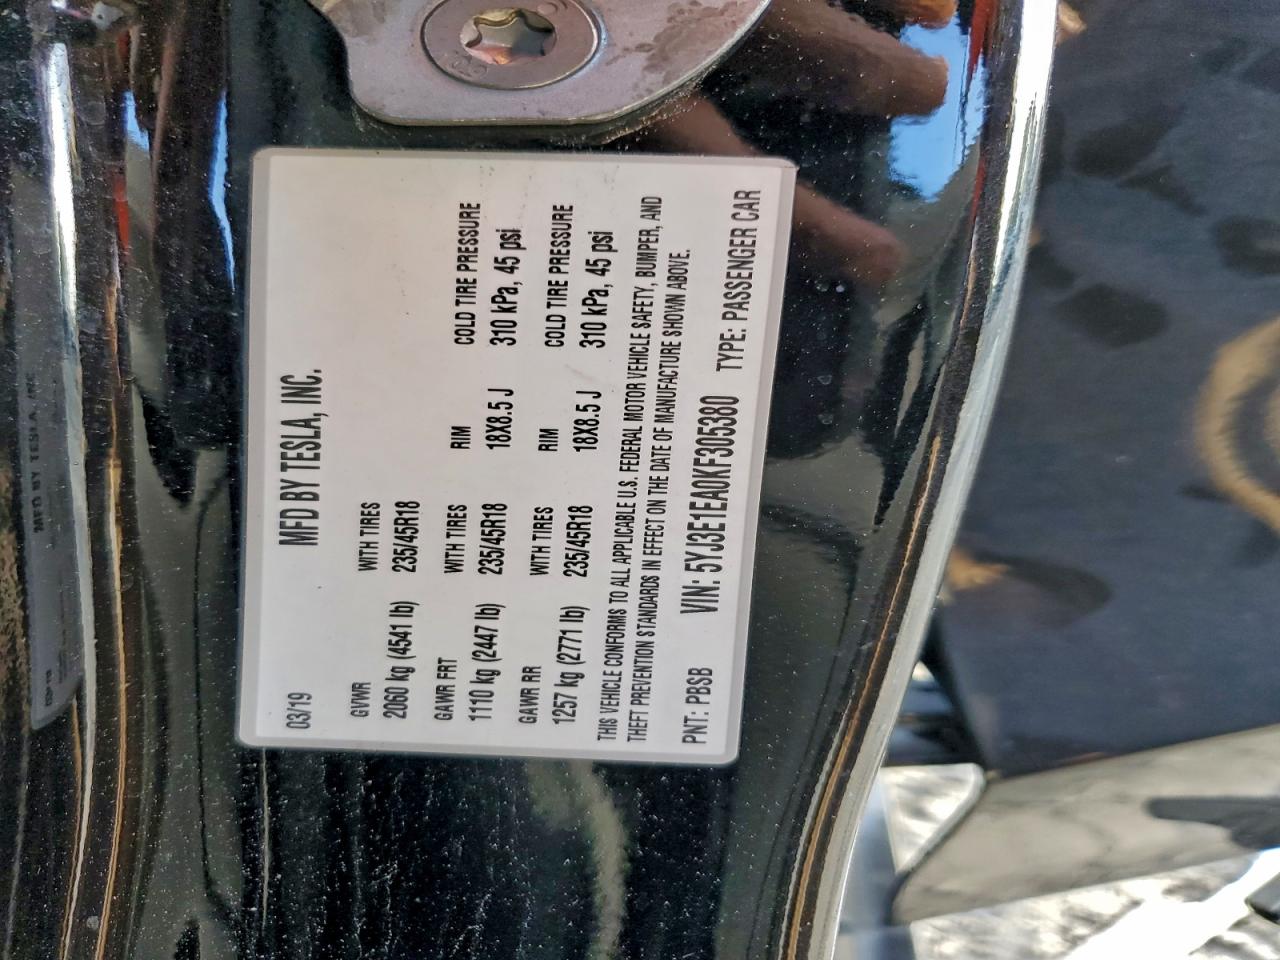 03/19
MFD BY TESLA, INC.
GVWR WITH TIRES
2060 kg (4541 lb) 235/45R18
GAWR FRT WITH TIRES RIM COLD TIRE PRESSURE
1110 kg (2447 lb) 235/45R18 18X8.5 J 310 kPa, 45 psi
GAWR RR WITH TIRES RIM COLD TIRE PRESSURE
1257 kg (2771 lb) 235/45R18 18X8.5 J 310 kPa, 45 psi
THIS VEHICLE CONFORMS TO ALL APPLICABLE U.S. FEDERAL MOTOR VEHICLE SAFETY, BUMPER, AND
THEFT PREVENTION STANDARDS IN EFFECT ON THE DATE OF MANUFACTURE SHOWN ABOVE.
PNT: PBSB VIN: 5YJ3E1EA0KF305380 TYPE: PASSENGER CAR
MFD BY TESLA, INC.